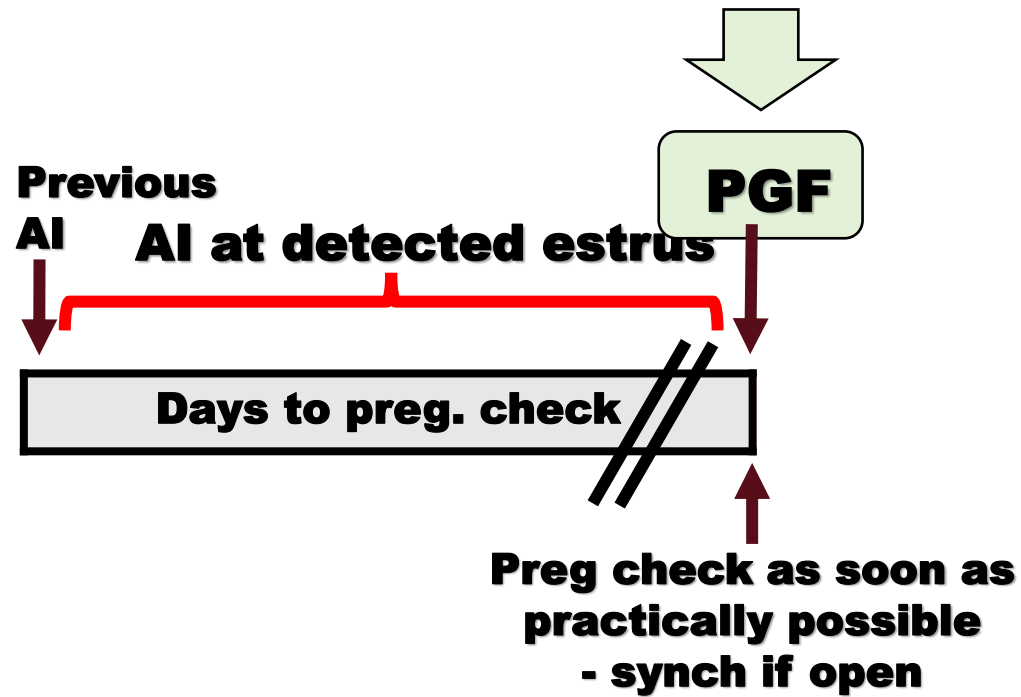 PGF
Previous
AI
AI at detected estrus
Days to preg. check
Preg check as soon as
practically possible
- synch if open